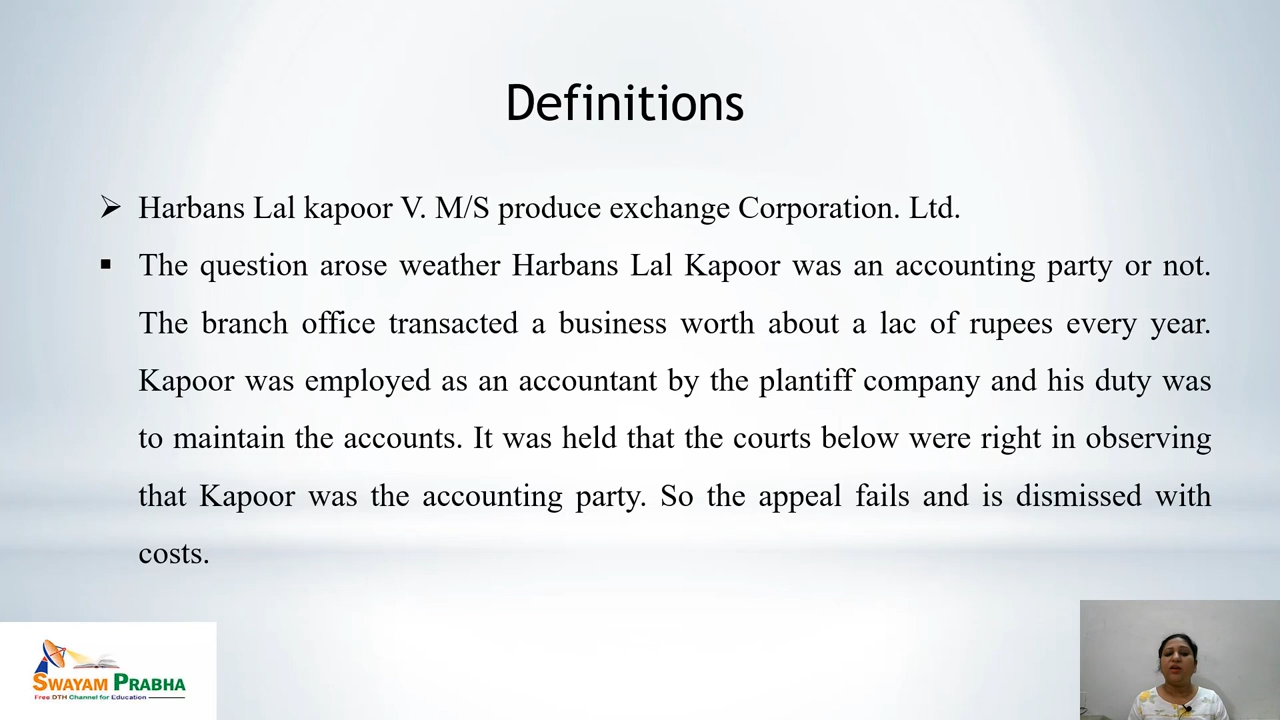 Definitions
Harbans Lal kapoor V. M/S produce exchange Corporation. Ltd.
The question arose weather Harbans Lal Kapoor was an accounting party or not.
The branch office transacted a business worth about a lac of rupees every year.
Kapoor was employed as an accountant by the plantiff company and his duty was
to maintain the accounts. It was held that the courts below were right in observing
that Kapoor was the accounting party. So the appeal fails and is dismissed with
costs.
SWAYAM PRABHA
Free DTH Channel for Education